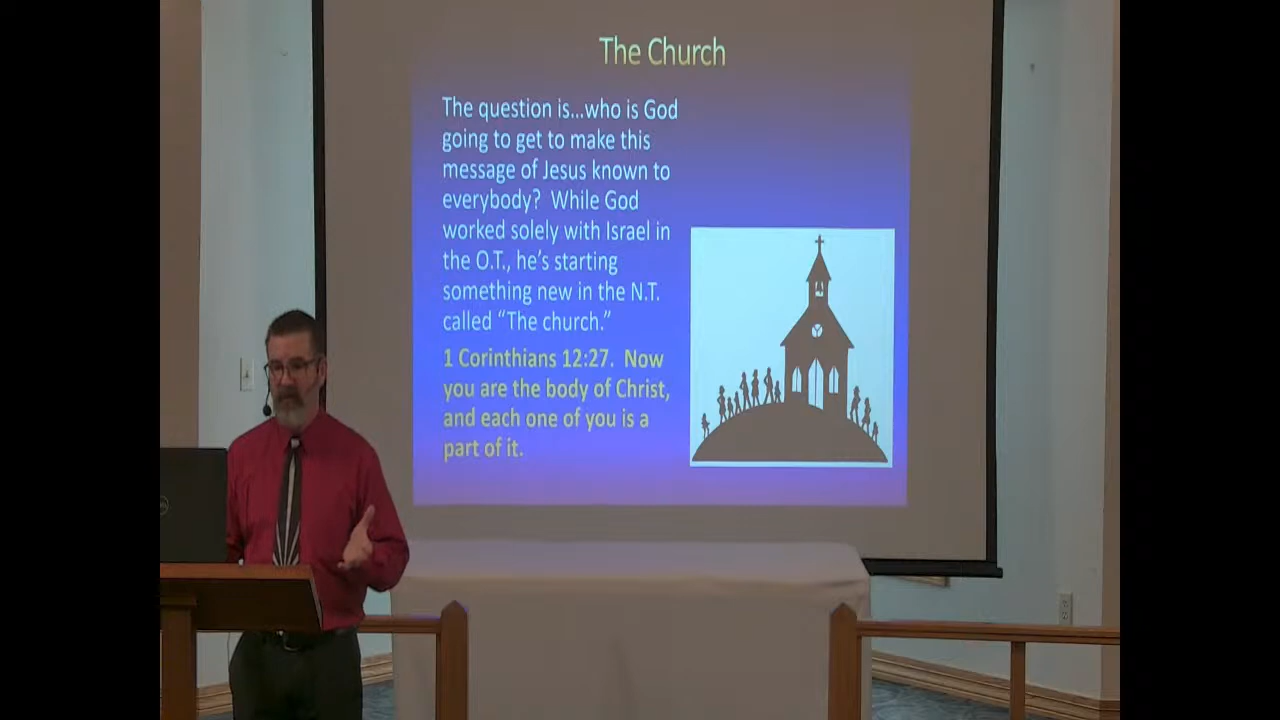 The Church
The question is...who is God
going to get to make this
message of Jesus known to
everybody?  While God
worked solely with Israel in
the O.T., he's starting
something new in the N.T.
called “The church.”
1 Corinthians 12:27.  Now
you are the body of Christ,
and each one of you is a
part of it.